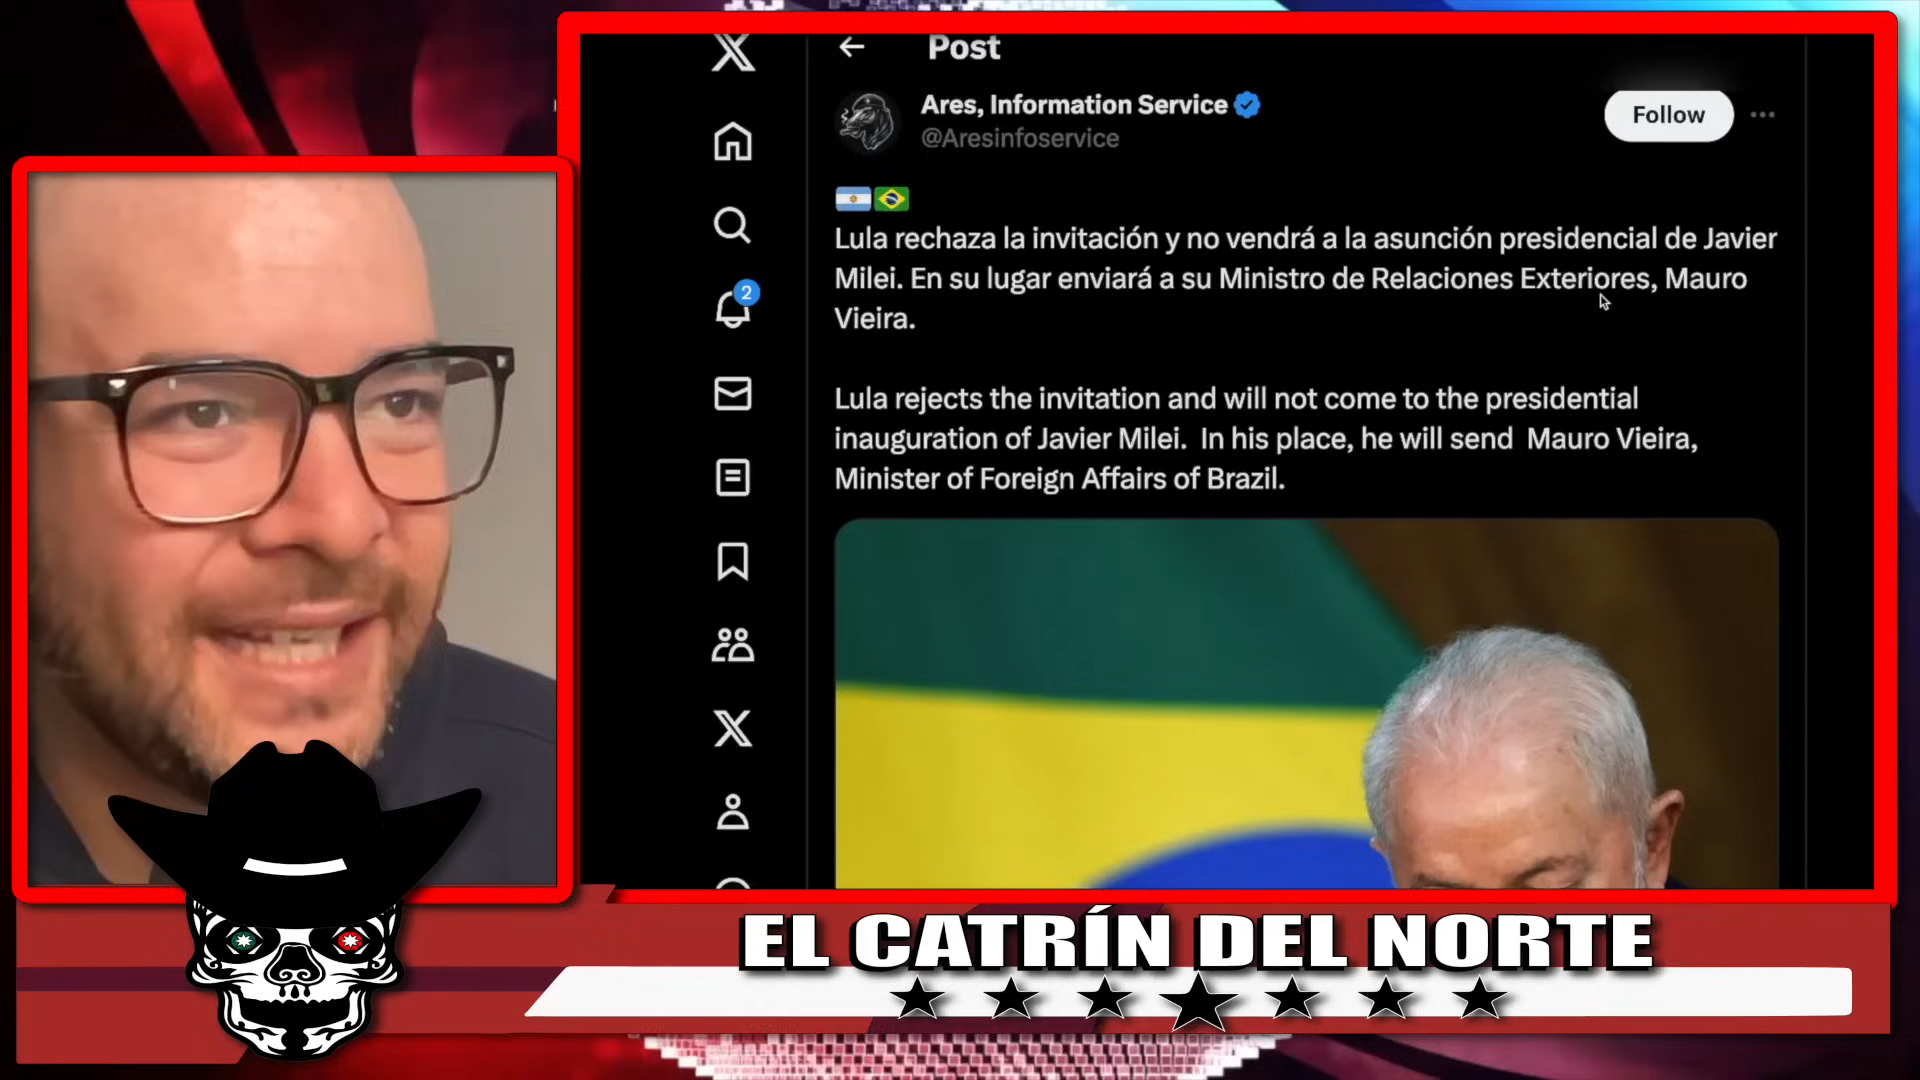 Post
Ares, Information Service
@Aresinfoservice
Follow
2
Lula rechaza la invitación y no vendrá a la asunción presidencial de Javier
Milei. En su lugar enviará a su Ministro de Relaciones Exteriores, Mauro
Vieira.
Lula rejects the invitation and will not come to the presidential
inauguration of Javier Milei. In his place, he will send Mauro Vieira,
Minister of Foreign Affairs of Brazil.
EL CATRÍN DEL NORTE